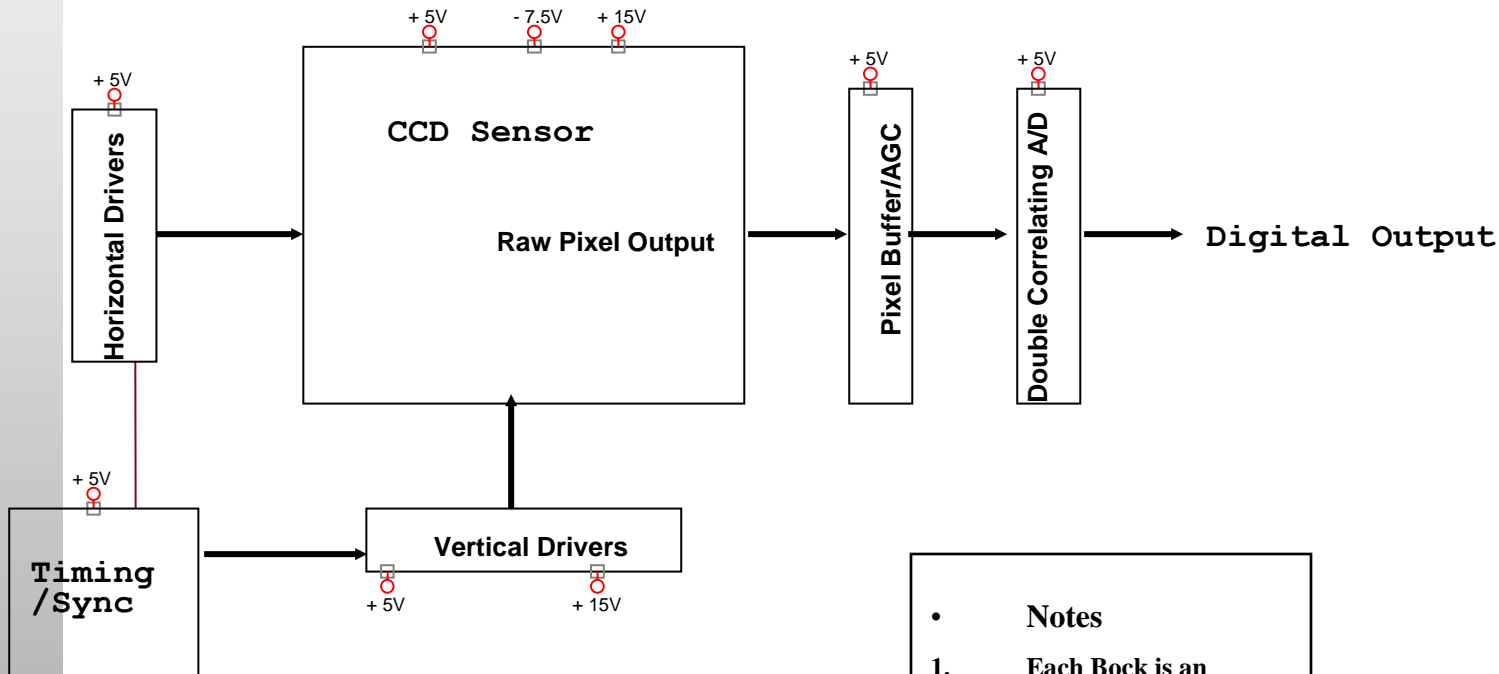 + 5V
- 7.5V
+ 15V
+ 5V
+ 5V
+ 5V
CCD Sensor
Horizontal Drivers
Raw Pixel Output
Pixel Buffer/AGC
Double Correlating A/D
Digital Output
+ 5V
Timing
/Sync
Vertical Drivers
+ 5V
+ 15V
• Notes
1. Each Bock is an